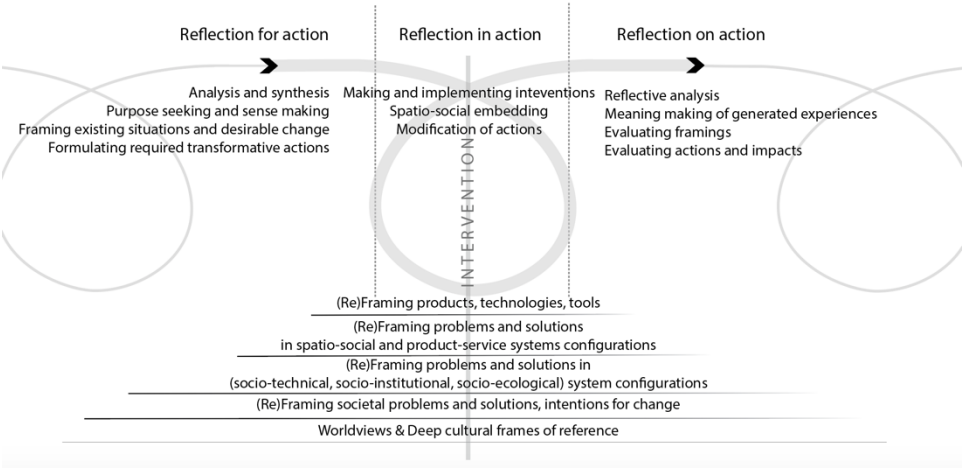 Reflection for action
Reflection in action
Reflection on action
Analysis and synthesis
Purpose seeking and sense making
Framing existing situations and desirable change
Formulating required transformative actions
Making and implementing inteventions
Spatio-social embedding
Modification of actions
Reflective analysis
Meaning making of generated experiences
Evaluating framings
Evaluating actions and impacts
INTERVENTION
(Re)Framing products, technologies, tools
(Re)Framing problems and solutions
in spatio-social and product-service systems configurations
(Re)Framing problems and solutions in
(socio-technical, socio-institutional, socio-ecological) system configurations
(Re)Framing societal problems and solutions, intentions for change
Worldviews & Deep cultural frames of reference